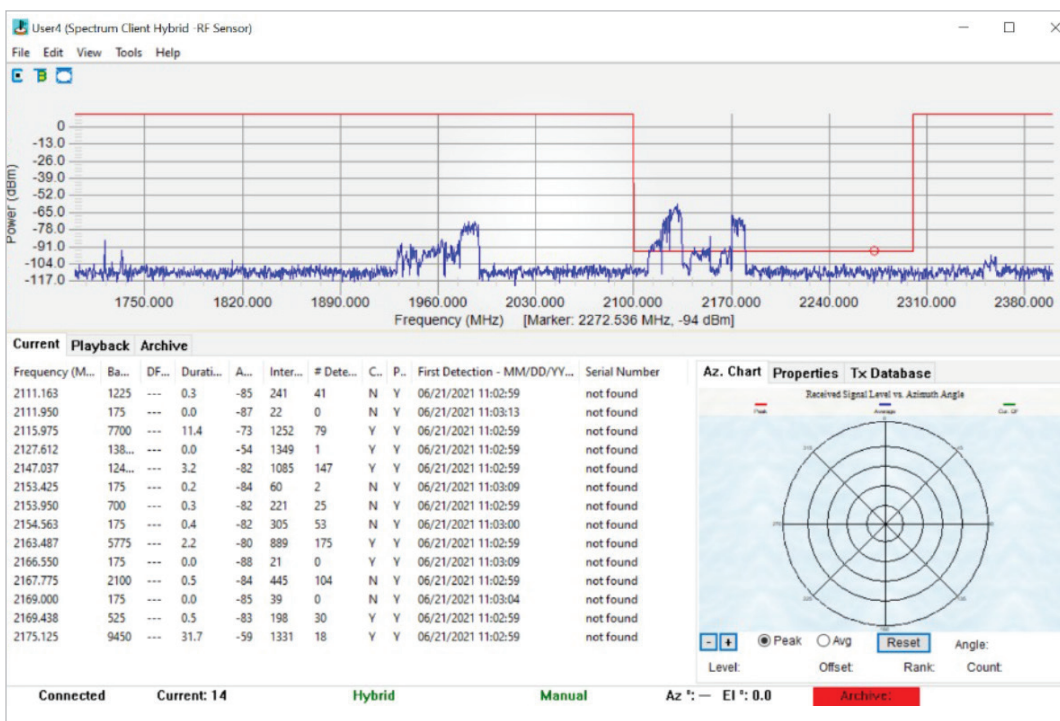 User4 (Spectrum Client Hybrid -RF Sensor)
File Edit View Tools Help
0
-13.0
-26.0
-39.0
-52.0
-65.0
-78.0
-91.0
-104.0
-117.0
Power (dBm)
1750.000 1820.000 1890.000 1960.000 2030.000 2100.000 2170.000 2240.000 2310.000 2380.000
Frequency (MHz) [Marker: 2272.536 MHz, -94 dBm]
Current Playback Archive
Frequency (M... Ba... DF... Durati... A... Inter... # Dete... C.. P.. First Detection - MM/DD/YY... Serial Number
2111.163 1225 --- 0.3 -85 241 41 N Y 06/21/2021 11:02:59 not found
2111.950 175 --- 0.0 -87 22 0 N Y 06/21/2021 11:03:13 not found
2115.975 7700 --- 11.4 -73 1252 79 Y Y 06/21/2021 11:02:59 not found
2127.612 138... --- 0.0 -54 1349 1 Y Y 06/21/2021 11:02:59 not found
2147.037 124... --- 3.2 -82 1085 147 Y Y 06/21/2021 11:02:59 not found
2153.425 175 --- 0.2 -84 60 2 N Y 06/21/2021 11:03:09 not found
2153.950 700 --- 0.3 -82 221 25 N Y 06/21/2021 11:02:59 not found
2154.563 175 --- 0.4 -82 305 53 N Y 06/21/2021 11:03:00 not found
2163.487 5775 --- 2.2 -80 889 175 Y Y 06/21/2021 11:02:59 not found
2166.550 175 --- 0.0 -88 21 0 Y Y 06/21/2021 11:03:09 not found
2167.775 2100 --- 0.5 -84 445 104 N Y 06/21/2021 11:02:59 not found
2169.000 175 --- 0.0 -85 39 0 N Y 06/21/2021 11:03:04 not found
2169.438 525 --- 0.5 -83 198 30 Y Y 06/21/2021 11:02:59 not found
2175.125 9450 --- 31.7 -59 1331 18 Y Y 06/21/2021 11:02:59 not found
Az. Chart Properties Tx Database
Received Signal Level vs. Azimuth Angle
Peak Average Cur. DF
- + Peak Avg Reset Angle:
Level: Offset: Rank: Count:
Connected Current: 14 Hybrid Manual Az °: --- El °: 0.0 Archive: